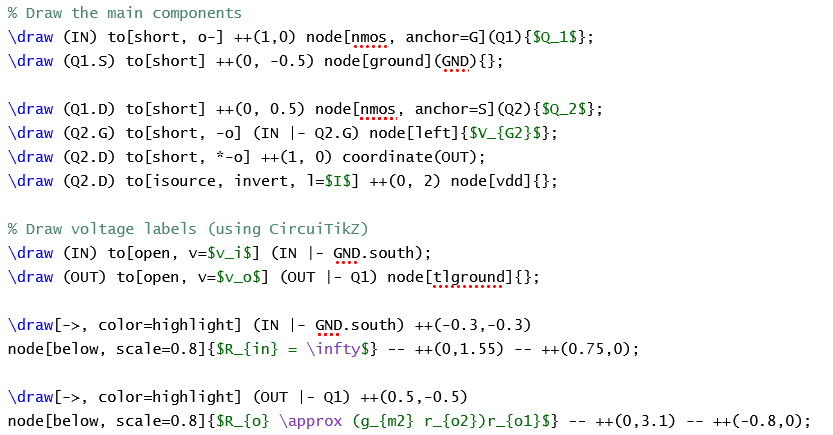 % Draw the main components
\draw (IN) to[short, o-] ++(1,0) node[nmos, anchor=G](Q1){$Q_1$};
\draw (Q1.S) to[short] ++(0, -0.5) node[ground](GND){};
\draw (Q1.D) to[short] ++(0, 0.5) node[nmos, anchor=S](Q2){$Q_2$};
\draw (Q2.G) to[short, -o] (IN |- Q2.G) node[left]{$V_{G2}$};
\draw (Q2.D) to[short, *-o] ++(1, 0) coordinate(OUT);
\draw (Q2.D) to[isource, invert, l=$I$] ++(0, 2) node[vdd]{};
% Draw voltage labels (using CircuiTikZ)
\draw (IN) to[open, v=$v_i$] (IN |- GND.south);
\draw (OUT) to[open, v=$v_o$] (OUT |- Q1) node[tlground]{};
\draw[->, color=highlight] (IN |- GND.south) ++(-0.3,-0.3)
node[below, scale=0.8]{$R_{in} = \infty$} -- ++(0,1.55) -- ++(0.75,0);
\draw[->, color=highlight] (OUT |- Q1) ++(0.5,-0.5)
node[below, scale=0.8]{$R_{o} \approx (g_{m2} r_{o2})r_{o1}$} -- ++(0,3.1) -- ++(-0.8,0);